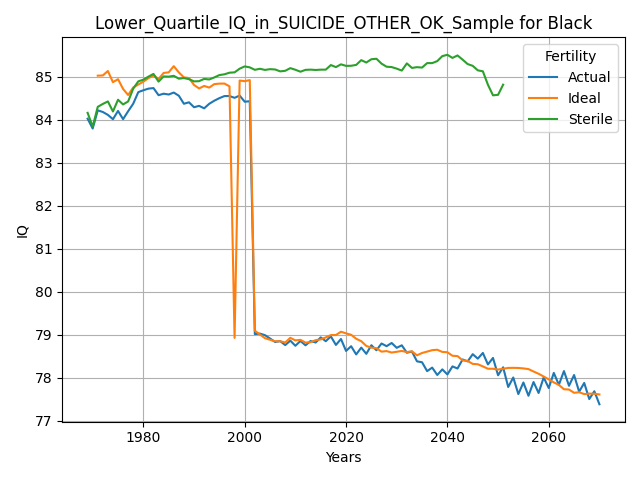 Lower_Quartile_IQ_in_SUICIDE_OTHER_OK_Sample for Black
Fertility
Actual
Ideal
Sterile
IQ
85
84
83
82
81
80
79
78
77
1980
2000
2020
2040
2060
Years